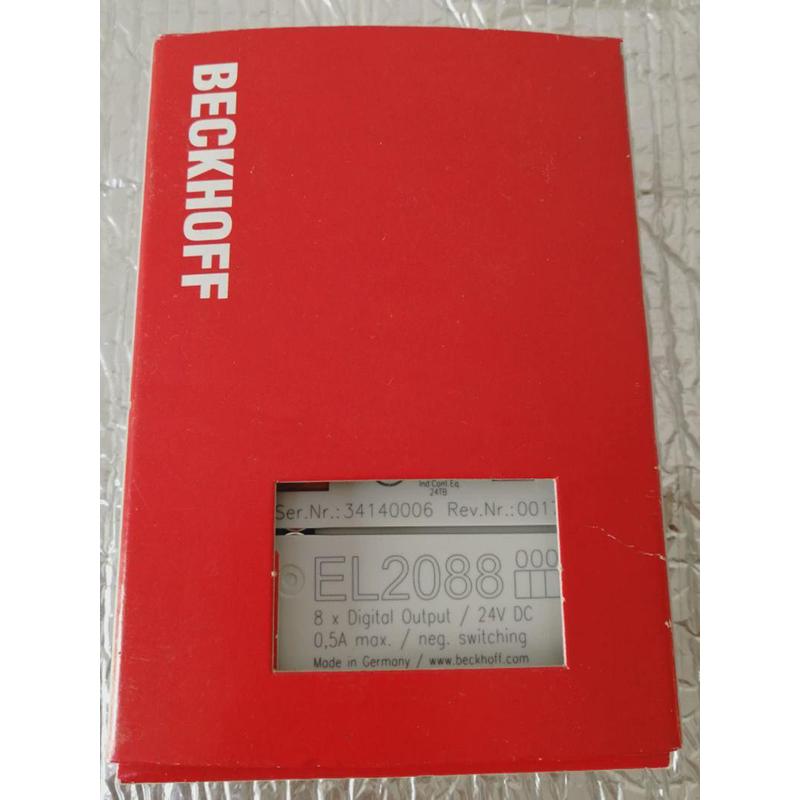 BECKHOFF
Ind.Cont.Eq.
24TB
Ser.Nr.:34140006 Rev.Nr.:0017
EL2088
8 x Digital Output / 24V DC
0,5A max. / neg. switching
Made in Germany / www.beckhoff.com